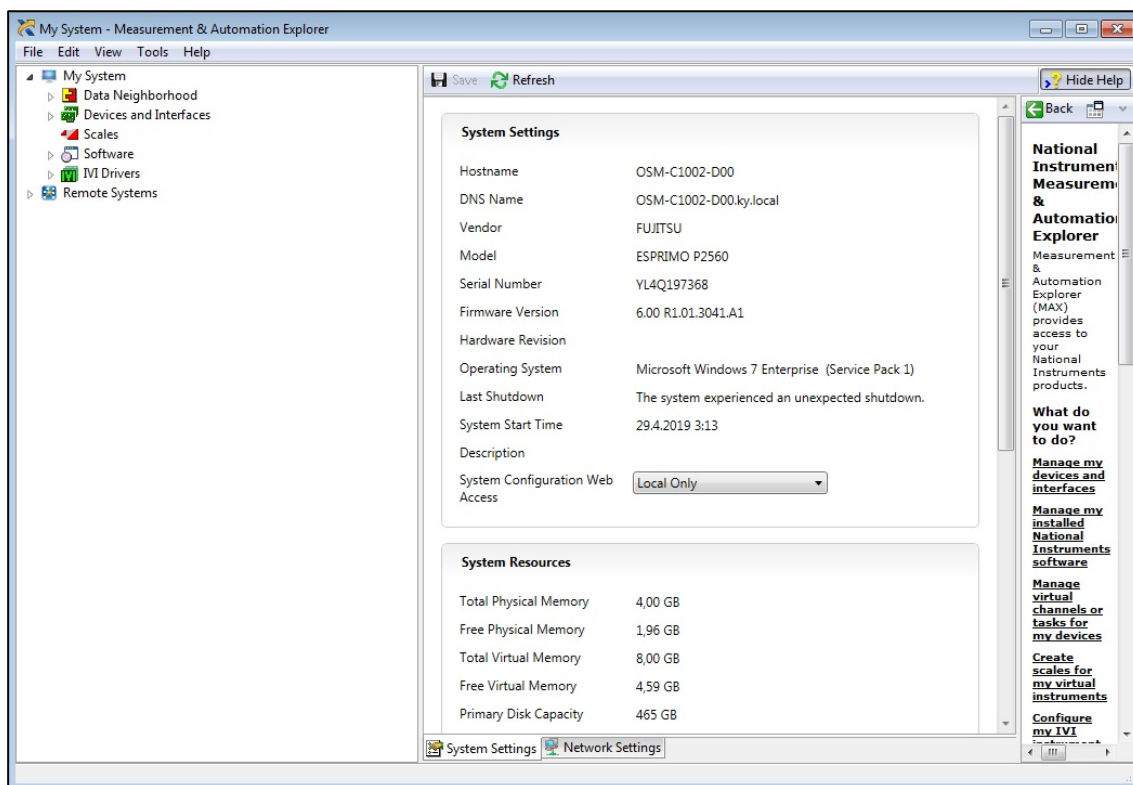 My System - Measurement & Automation Explorer
File Edit View Tools Help
My System
Data Neighborhood
Devices and Interfaces
Scales
Software
IVI Drivers
Remote Systems
Save Refresh
Hide Help
System Settings
Hostname OSM-C1002-D00
DNS Name OSM-C1002-D00.ky.local
Vendor FUJITSU
Model ESPRIMO P2560
Serial Number YL4Q197368
Firmware Version 6.00 R1.01.3041.A1
Hardware Revision
Operating System Microsoft Windows 7 Enterprise (Service Pack 1)
Last Shutdown The system experienced an unexpected shutdown.
System Start Time 29.4.2019 3:13
Description
System Configuration Web
Access
Local Only
System Resources
Total Physical Memory 4,00 GB
Free Physical Memory 1,96 GB
Total Virtual Memory 8,00 GB
Free Virtual Memory 4,59 GB
Primary Disk Capacity 465 GB
System Settings Network Settings
Back
National
Instrument
Measurem
&
Automatio
Explorer
Measurement
&
Automation
Explorer
(MAX)
provides
access to
your
National
Instruments
products.
What do
you want
to do?
Manage my
devices and
interfaces
Manage my
installed
National
Instruments
software
Manage
virtual
channels or
tasks for
my devices
Create
scales for
my virtual
instruments
Configure
my IVI